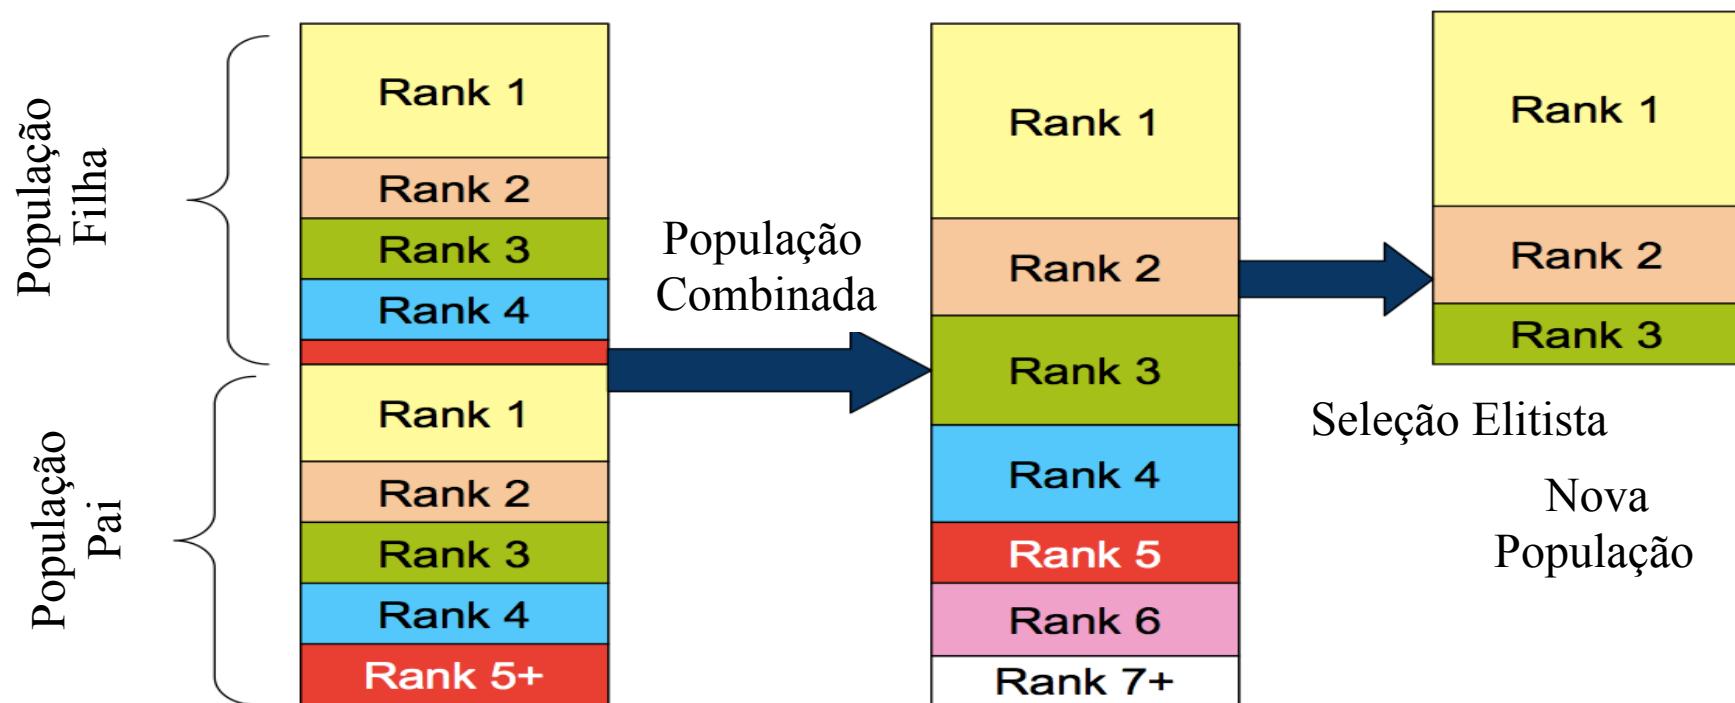 População
Filha
Rank 1
Rank 2
Rank 3
Rank 4
População
Pai
Rank 1
Rank 2
Rank 3
Rank 4
Rank 5+
População
Combinada
Rank 1
Rank 2
Rank 3
Rank 4
Rank 5
Rank 6
Rank 7+
Rank 1
Rank 2
Rank 3
Seleção Elitista
Nova
População